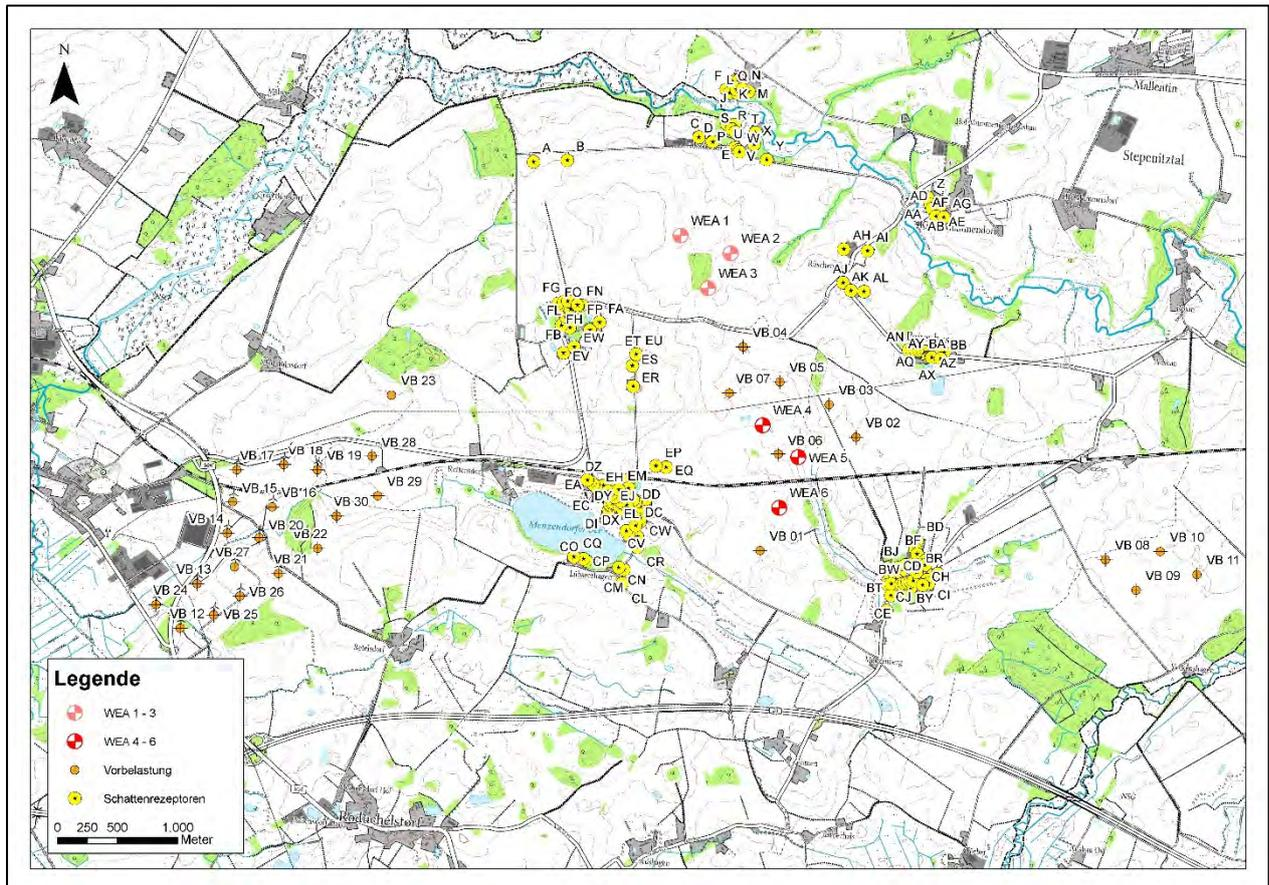 N
Mallentin
F L Q N
J K M
S R T
C D P U W X Y
E V
A B
Stepenitztal
Z
AD AF AG
AA AB AE
WEA 1
WEA 2
WEA 3
AH AI
AJ AK AL
FG FO FN
FL FP FA
FH EW
FB EV
ET EU
ES
ER
VB 04
AN AY BA BB
AQ AZ
AX
VB 23
VB 07
VB 05
VB 03
WEA 4
VB 02
VB 06
WEA 5
VB 17
VB 18
VB 19
VB 28
EP
EQ
DZ
EA EH EM
VB 15
VB 16
VB 29
VB 30
EC DY EJ DD
DX EL DC
DI CW
Menzendorfer
WEA 6
VB 14
VB 20
VB 22
VB 27
VB 21
CQ CV
CO CP CR
CN
CM
CL
VB 01
BD
BF
BJ BR
BW CD CH
BT CJ BY CI
CE
VB 08
VB 10
VB 11
VB 09
VB 13
VB 24
VB 26
VB 12
VB 25
Roduchelstorf
Legende
WEA 1 - 3
WEA 4 - 6
Vorbelastung
Schattenrezeptoren
0 250 500 1.000
Meter